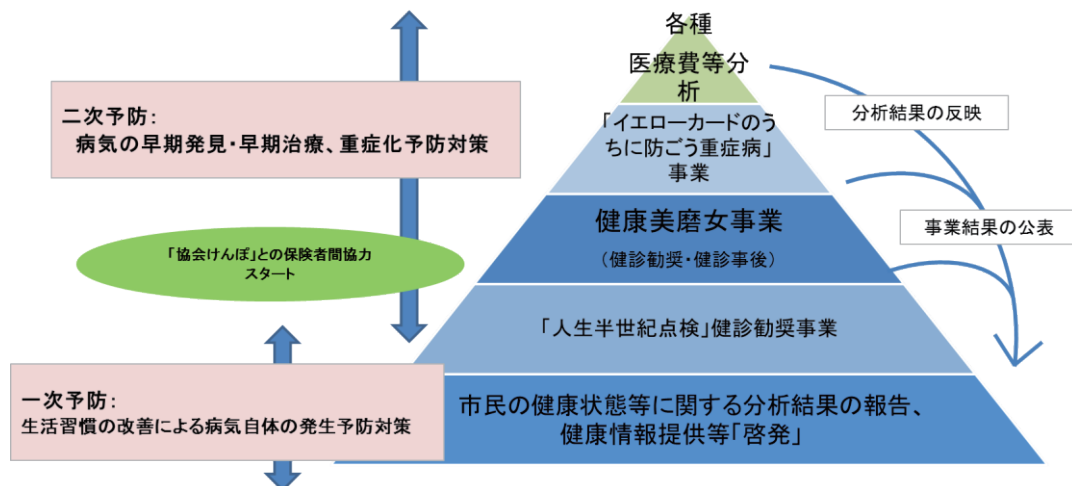 各種
医療費等分
析
「イエローカードのう
ちに防ごう重症病」
事業
健康美磨女事業
（健診勧奨・健診事後）
「人生半世紀点検」健診勧奨事業
市民の健康状態等に関する分析結果の報告、
健康情報提供等「啓発」
分析結果の反映
事業結果の公表
二次予防：
病気の早期発見・早期治療、重症化予防対策
「協会けんぽ」との保険者間協力
スタート
一次予防：
生活習慣の改善による病気自体の発生予防対策